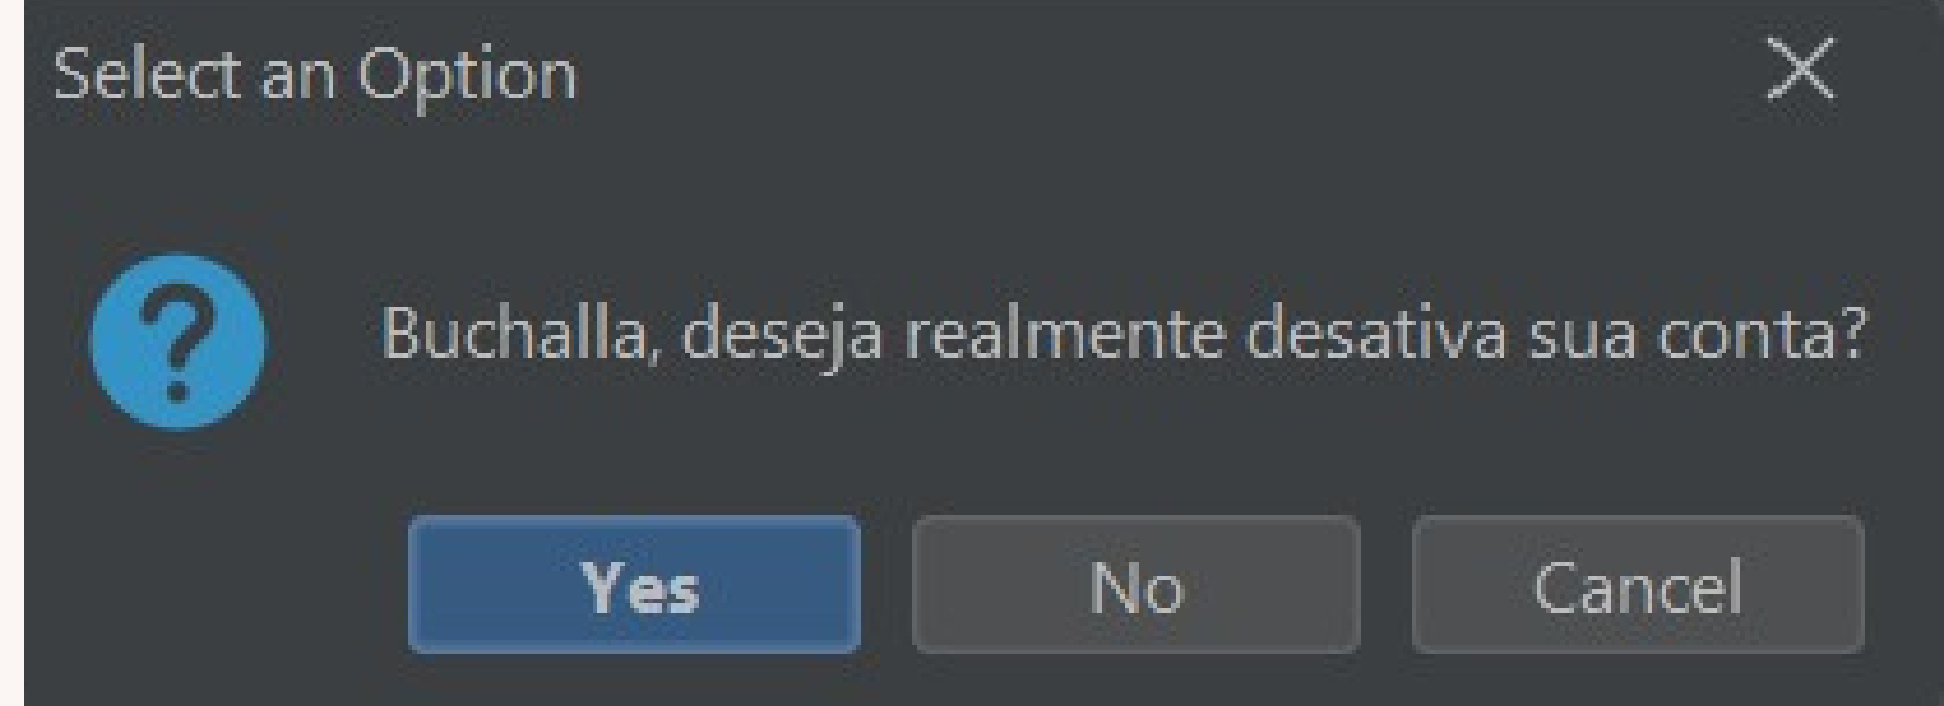 Select an Option
Buchalla, deseja realmente desativa sua conta?
Yes No Cancel